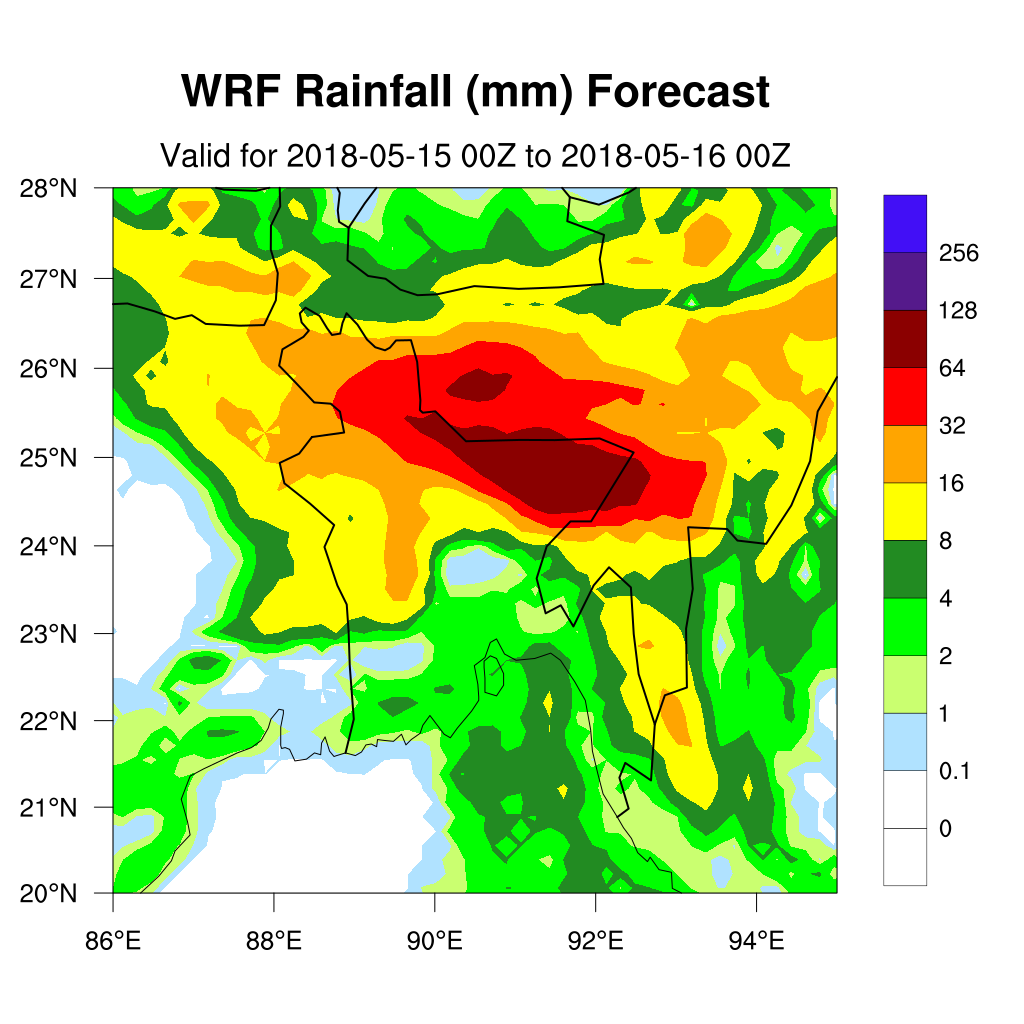 WRF Rainfall (mm) Forecast
Valid for 2018-05-15 00Z to 2018-05-16 00Z
28°N
27°N
26°N
25°N
24°N
23°N
22°N
21°N
20°N
86°E
88°E
90°E
92°E
94°E
256
128
64
32
16
8
4
2
1
0.1
0